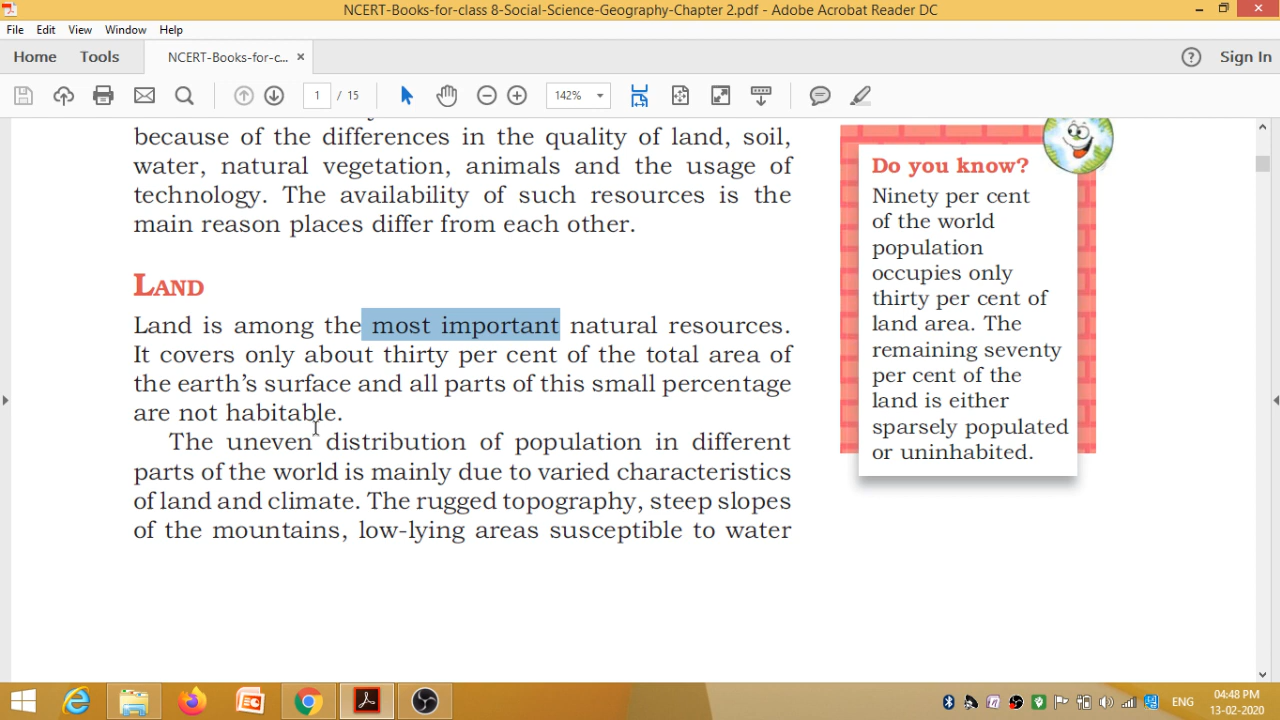 NCERT-Books-for-class 8-Social-Science-Geography-Chapter 2.pdf - Adobe Acrobat Reader DC
File Edit View Window Help
Home Tools NCERT-Books-for-c... Sign In
1 / 15 142%
because of the differences in the quality of land, soil,
water, natural vegetation, animals and the usage of
technology. The availability of such resources is the
main reason places differ from each other.
LAND
Land is among the most important natural resources.
It covers only about thirty per cent of the total area of
the earth's surface and all parts of this small percentage
are not habitable.
The uneven distribution of population in different
parts of the world is mainly due to varied characteristics
of land and climate. The rugged topography, steep slopes
of the mountains, low-lying areas susceptible to water
Do you know?
Ninety per cent
of the world
population
occupies only
thirty per cent of
land area. The
remaining seventy
per cent of the
land is either
sparsely populated
or uninhabited.
ENG
04:48 PM
13-02-2020